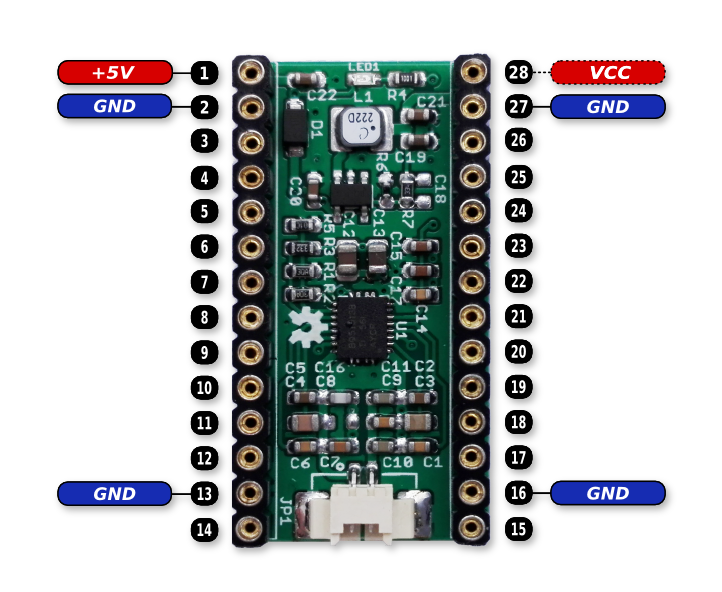 +5V 1
GND 2
3
4
5
6
7
8
9
10
11
12
GND 13
14
LED1
C22 L1 R4 C21
D1
222D
C19
R6
C20
C18
R7
C12
C13
R5
R3
R1
R2
C15
C17
C14
U1
C5 C16 C11 C2
C4 C8 C9 C3
C6 C7 C10 C1
JP1
28 VCC
27 GND
26
25
24
23
22
21
20
19
18
17
16 GND
15